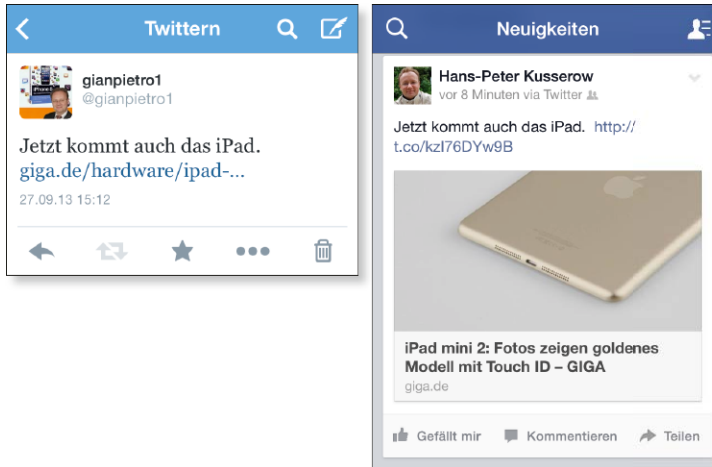 Twittern
gianpietro1
@gianpietro1
Jetzt kommt auch das iPad.
giga.de/hardware/ipad-...
27.09.13 15:12
Neuigkeiten
Hans-Peter Kusserow
vor 8 Minuten via Twitter
Jetzt kommt auch das iPad. http://
t.co/kzI76DYw9B
iPad mini 2: Fotos zeigen goldenes
Modell mit Touch ID – GIGA
giga.de
Gefällt mir Kommentieren Teilen